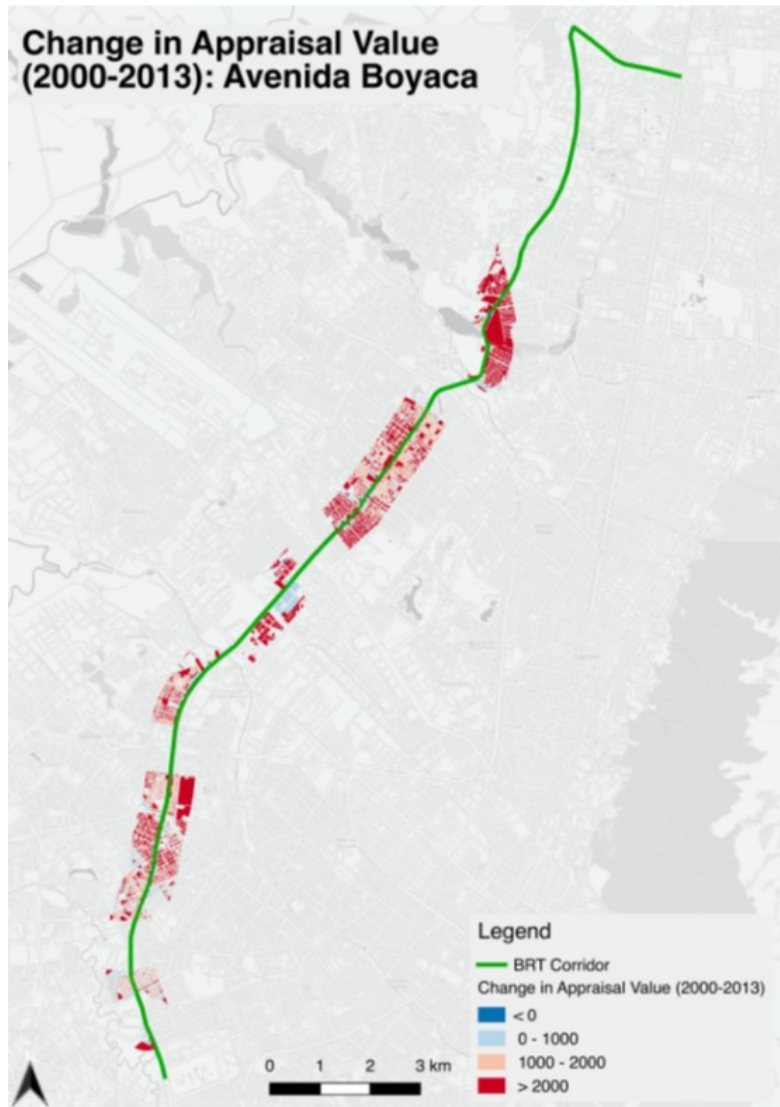 Change in Appraisal Value
(2000-2013): Avenida Boyaca
Legend
BRT Corridor
Change in Appraisal Value (2000-2013)
< 0
0 - 1000
1000 - 2000
> 2000
0 1 2 3 km